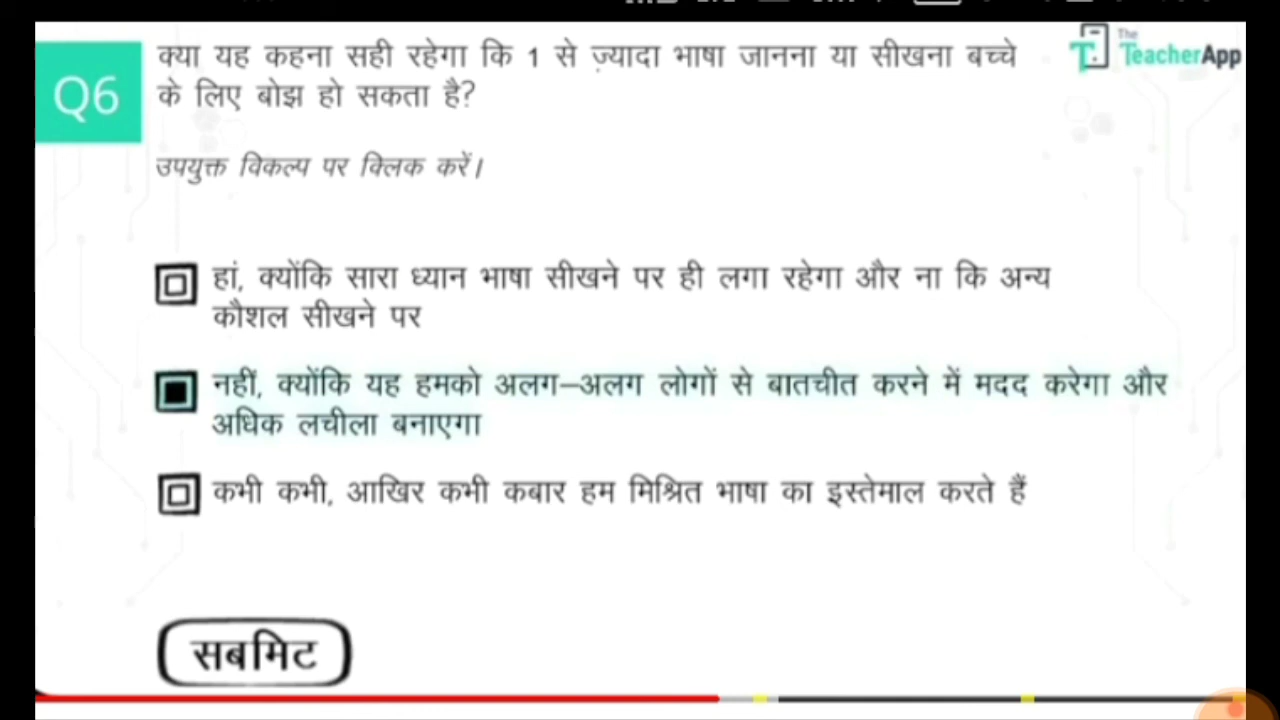 क्या यह कहना सही रहेगा कि 1 से ज़्यादा भाषा जानना या सीखना बच्चे
The
TeacherApp
Q6
के लिए बोझ हो सकता है?
उपयुक्त विकल्प पर क्लिक करें।
हां, क्योंकि सारा ध्यान भाषा सीखने पर ही लगा रहेगा और ना कि अन्य
कौशल सीखने पर
नहीं, क्योंकि यह हमको अलग–अलग लोगों से बातचीत करने में मदद करेगा और
अधिक लचीला बनाएगा
कभी कभी, आखिर कभी कबार हम मिश्रित भाषा का इस्तेमाल करते हैं
सबमिट